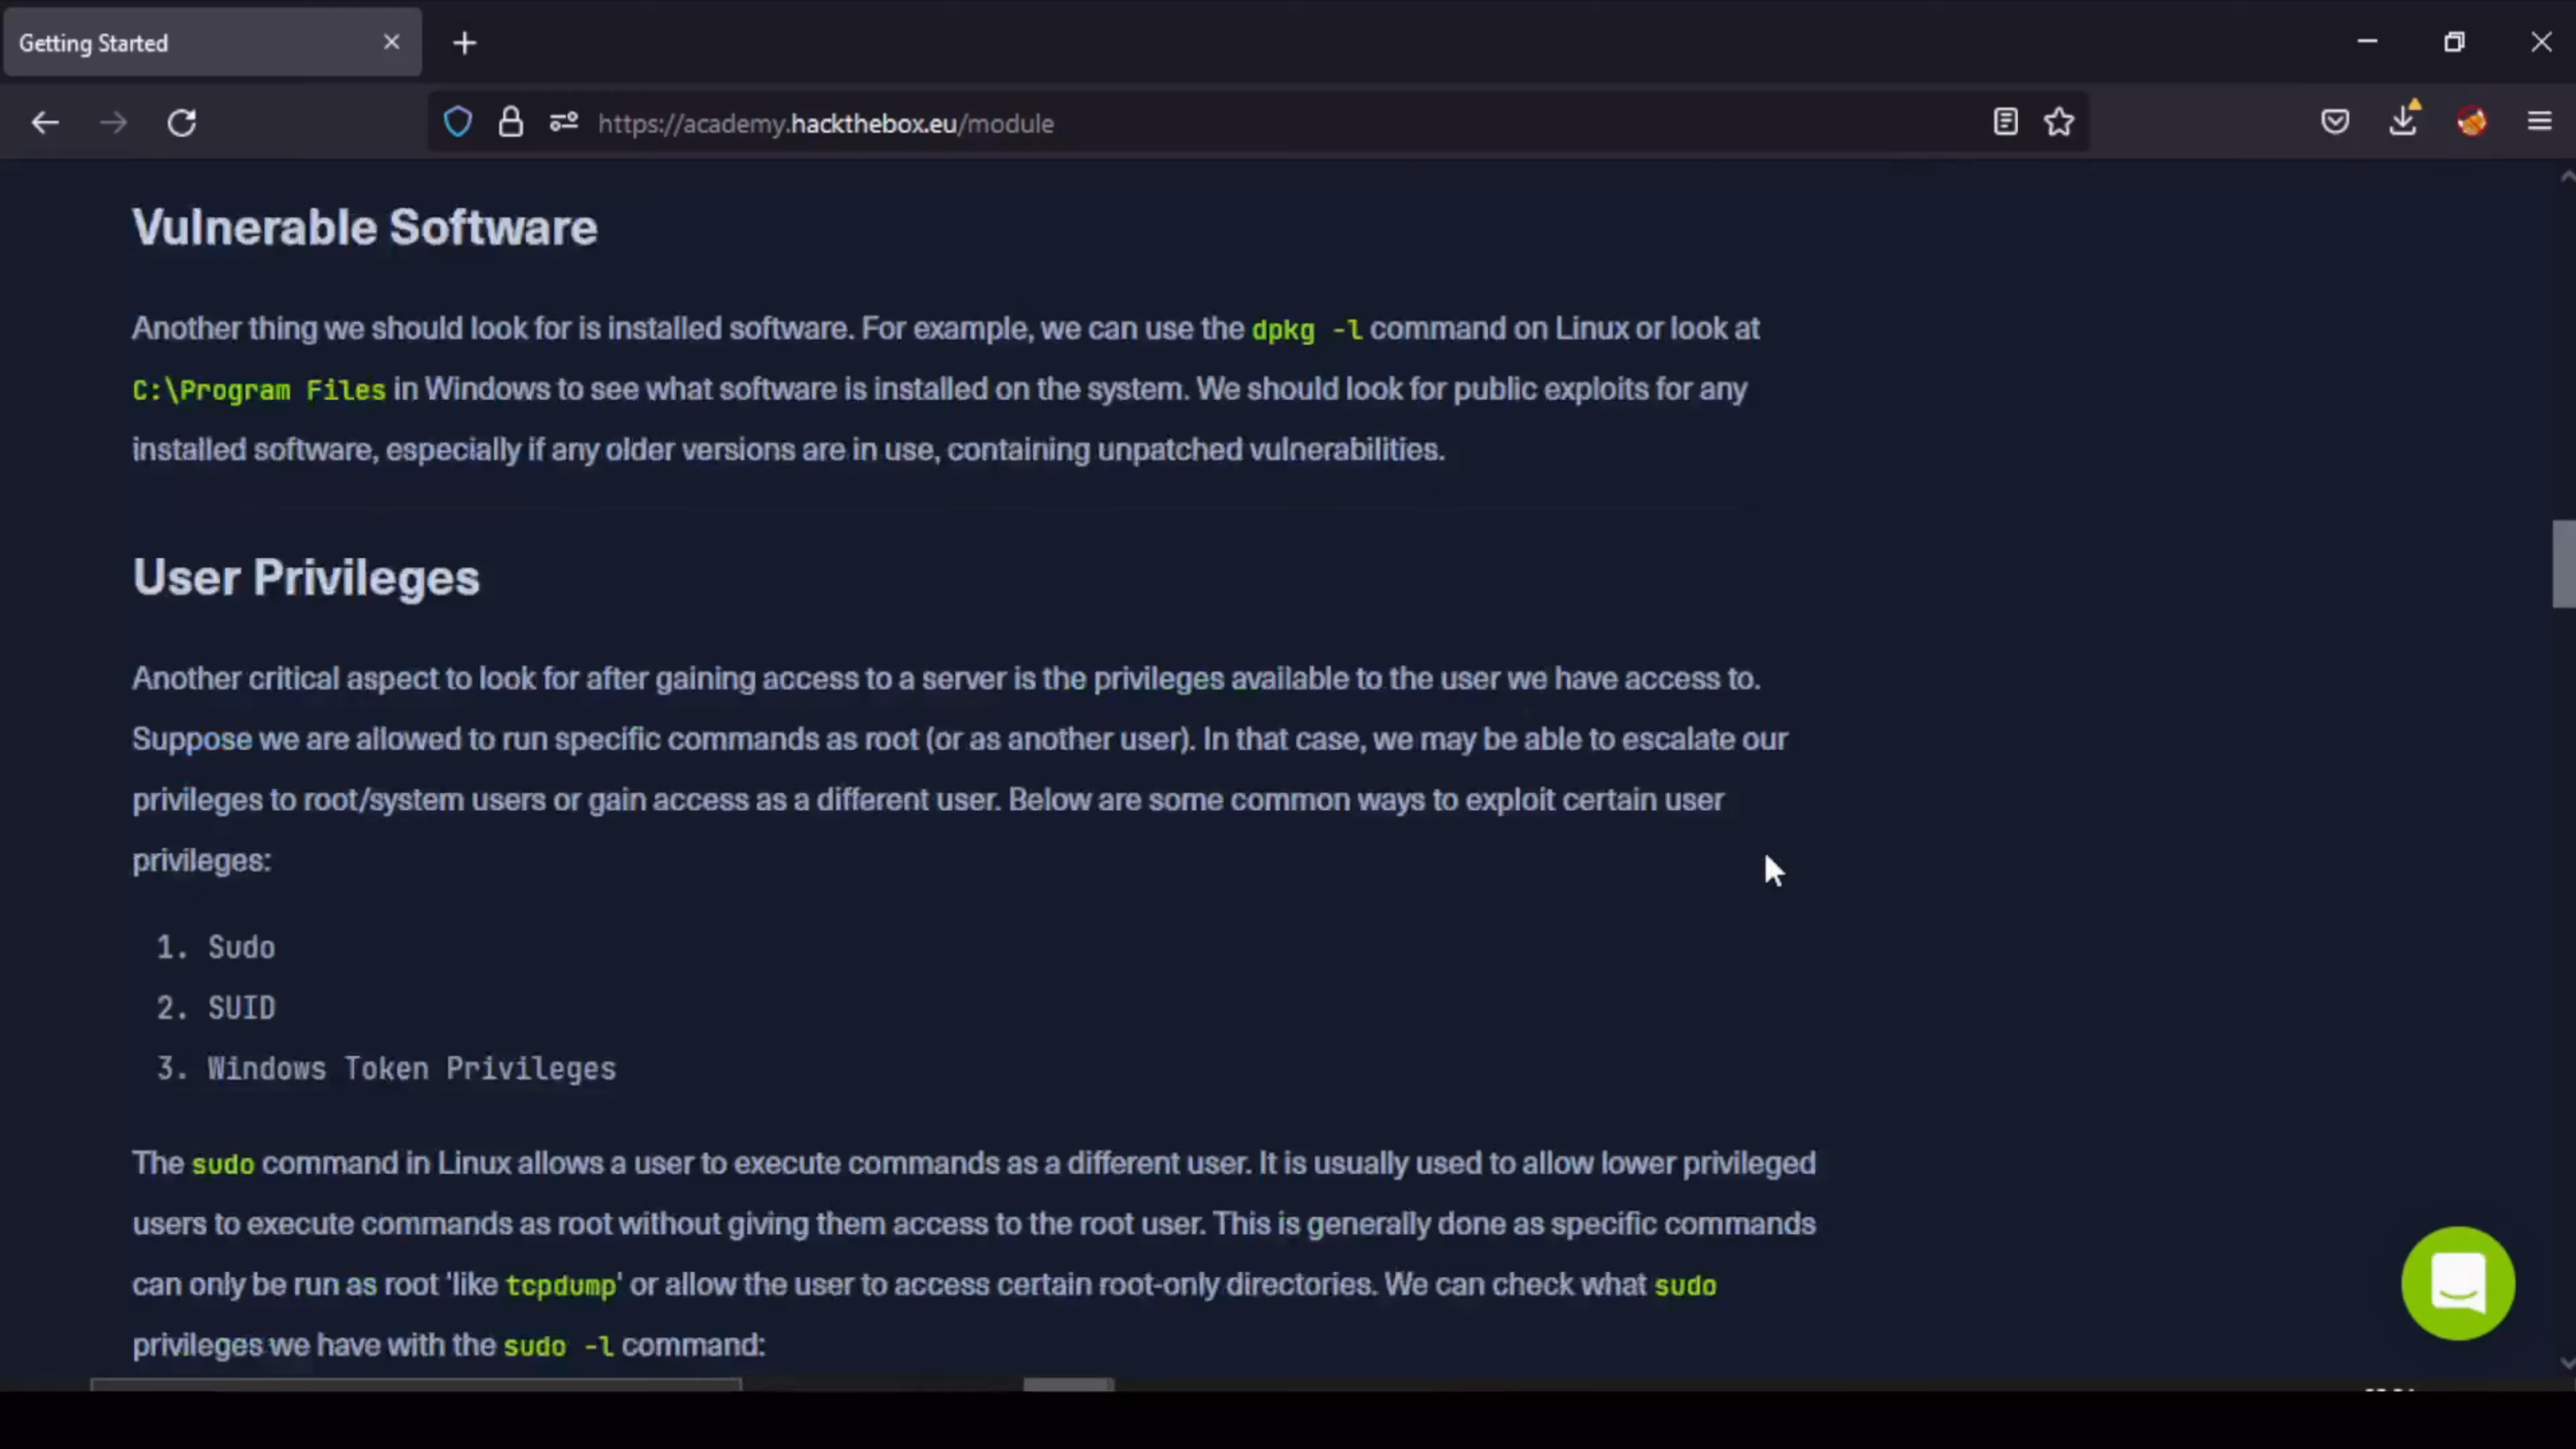 Getting Started
https://academy.hackthebox.eu/module
Vulnerable Software
Another thing we should look for is installed software. For example, we can use the dpkg -l command on Linux or look at
C:\Program Files in Windows to see what software is installed on the system. We should look for public exploits for any
installed software, especially if any older versions are in use, containing unpatched vulnerabilities.
User Privileges
Another critical aspect to look for after gaining access to a server is the privileges available to the user we have access to.
Suppose we are allowed to run specific commands as root (or as another user). In that case, we may be able to escalate our
privileges to root/system users or gain access as a different user. Below are some common ways to exploit certain user
privileges:
1. Sudo
2. SUID
3. Windows Token Privileges
The sudo command in Linux allows a user to execute commands as a different user. It is usually used to allow lower privileged
users to execute commands as root without giving them access to the root user. This is generally done as specific commands
can only be run as root 'like tcpdump' or allow the user to access certain root-only directories. We can check what sudo
privileges we have with the sudo -l command: